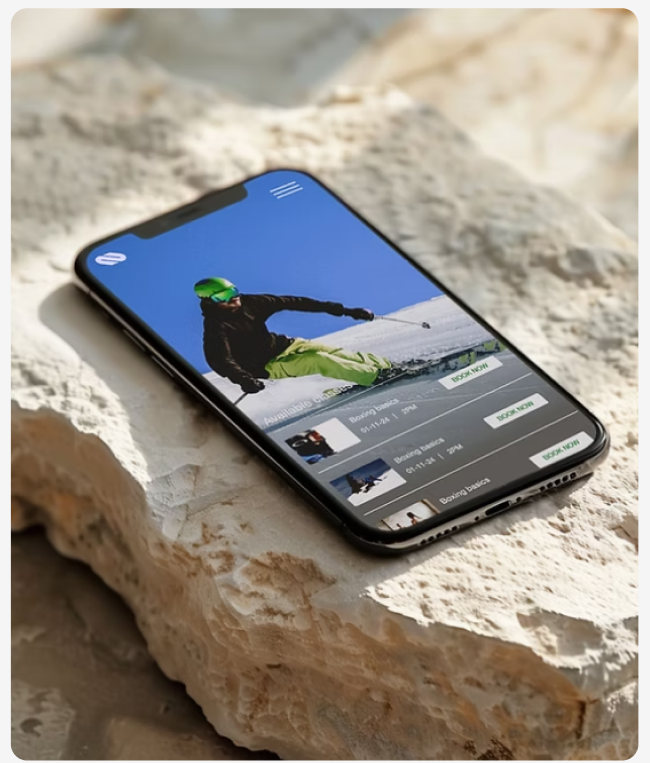 Available classes
BOOK NOW
Boxing basics
01-11-24 | 2PM
BOOK NOW
Boxing basics
01-11-24 | 2PM
BOOK NOW
Boxing basics